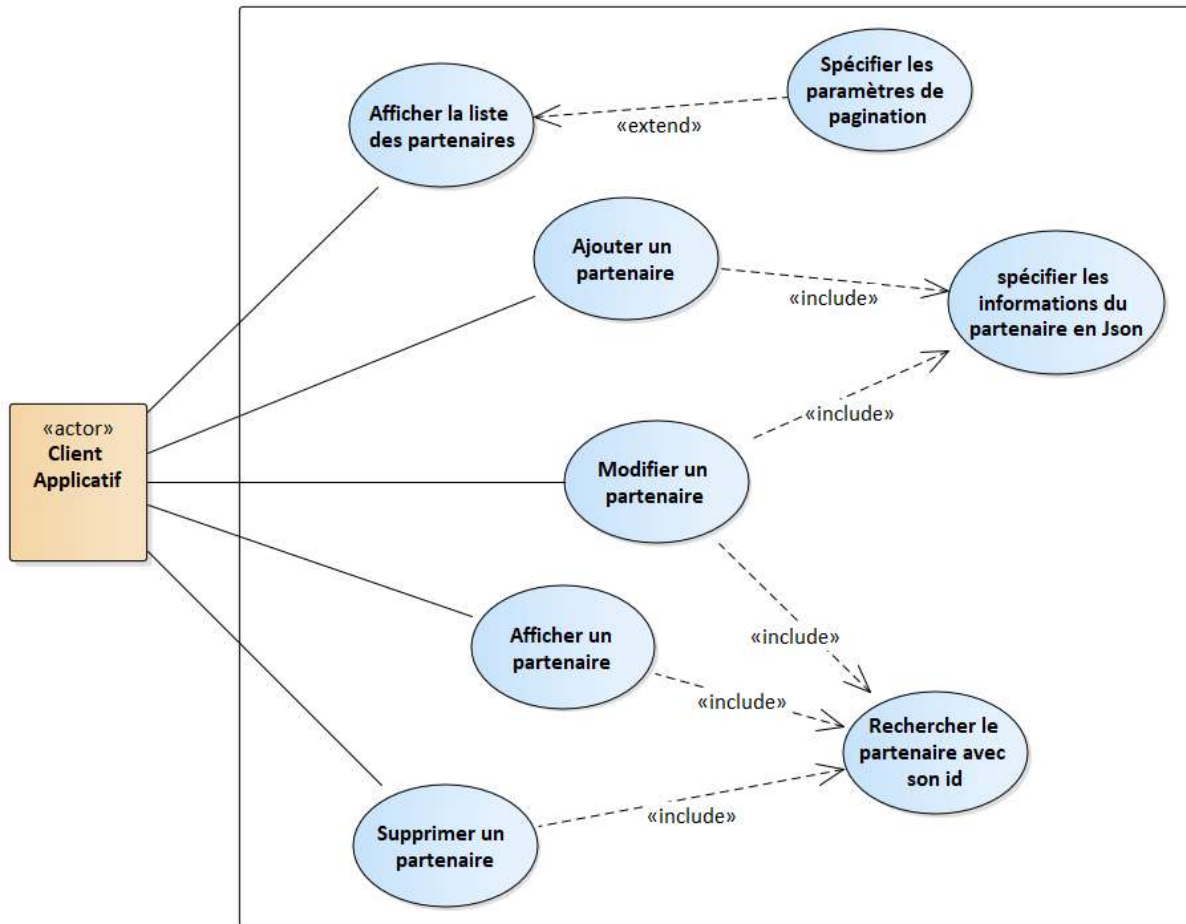 Spécifier les
paramètres de
pagination
Afficher la liste
des partenaires
«extend»
Ajouter un
partenaire
spécifier les
informations du
partenaire en Json
«include»
«include»
«actor»
Client
Applicatif
Modifier un
partenaire
«include»
Afficher un
partenaire
«include»
Rechercher le
partenaire avec
son id
«include»
Supprimer un
partenaire